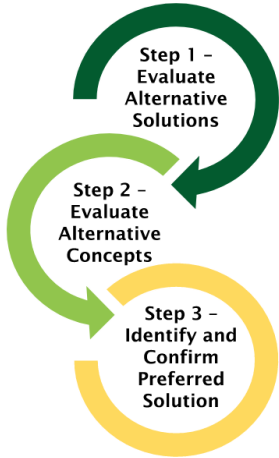 Step 1 –
Evaluate
Alternative
Solutions
Step 2 –
Evaluate
Alternative
Concepts
Step 3 –
Identify and
Confirm
Preferred
Solution